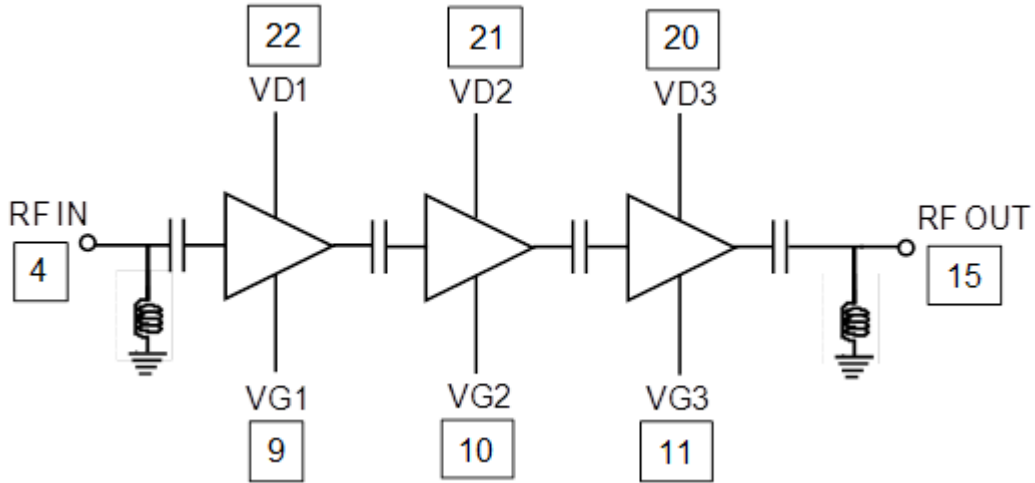 22 21 20
VD1 VD2 VD3
RF IN RF OUT
4 15
VG1 VG2 VG3
9 10 11